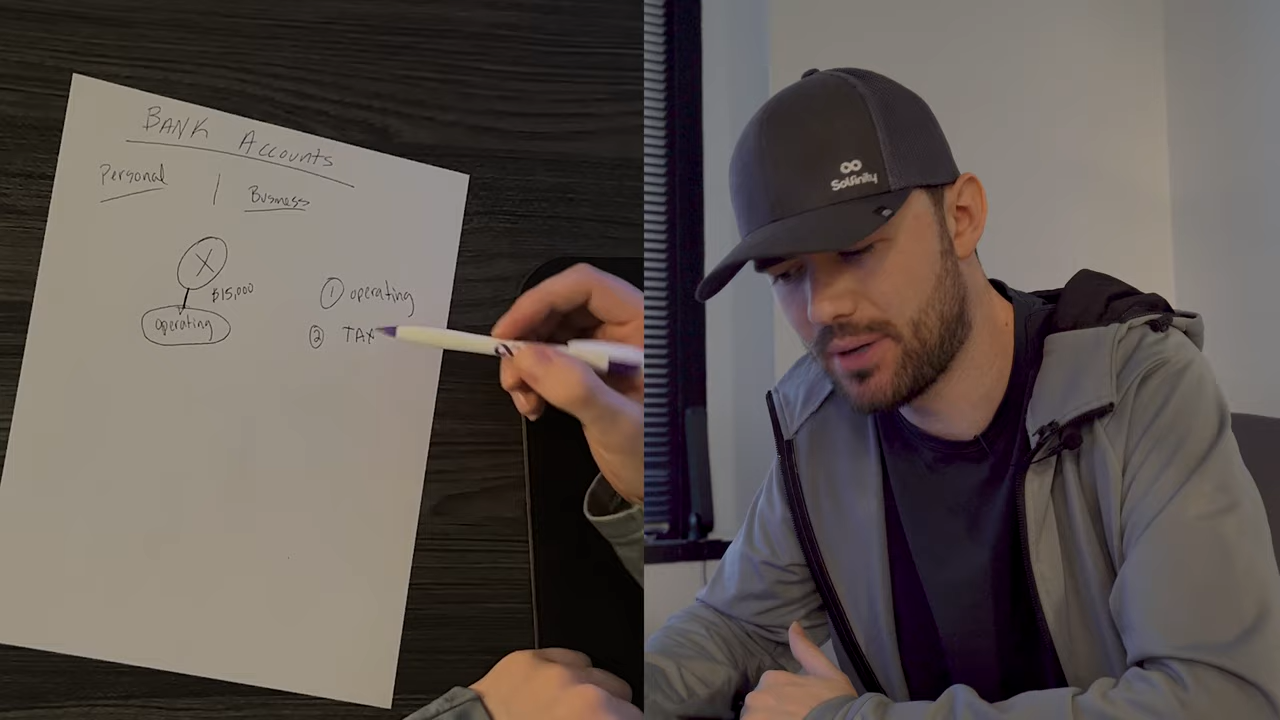 BANK Accounts
Personal | Business
X
$15,000
operating
① operating
② TAX
Solfinity